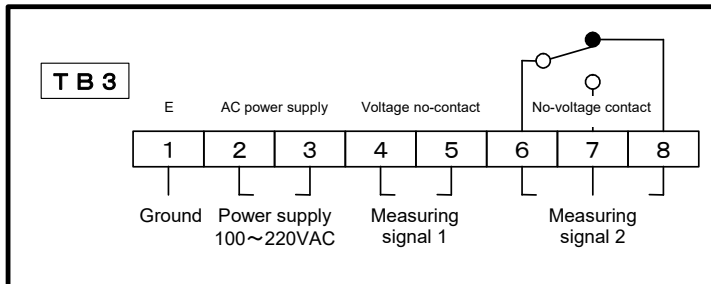 ＴＢ３
E AC power supply Voltage no-contact No-voltage contact
1 2 3 4 5 6 7 8
Ground Power supply Measuring Measuring
100～220VAC signal 1 signal 2